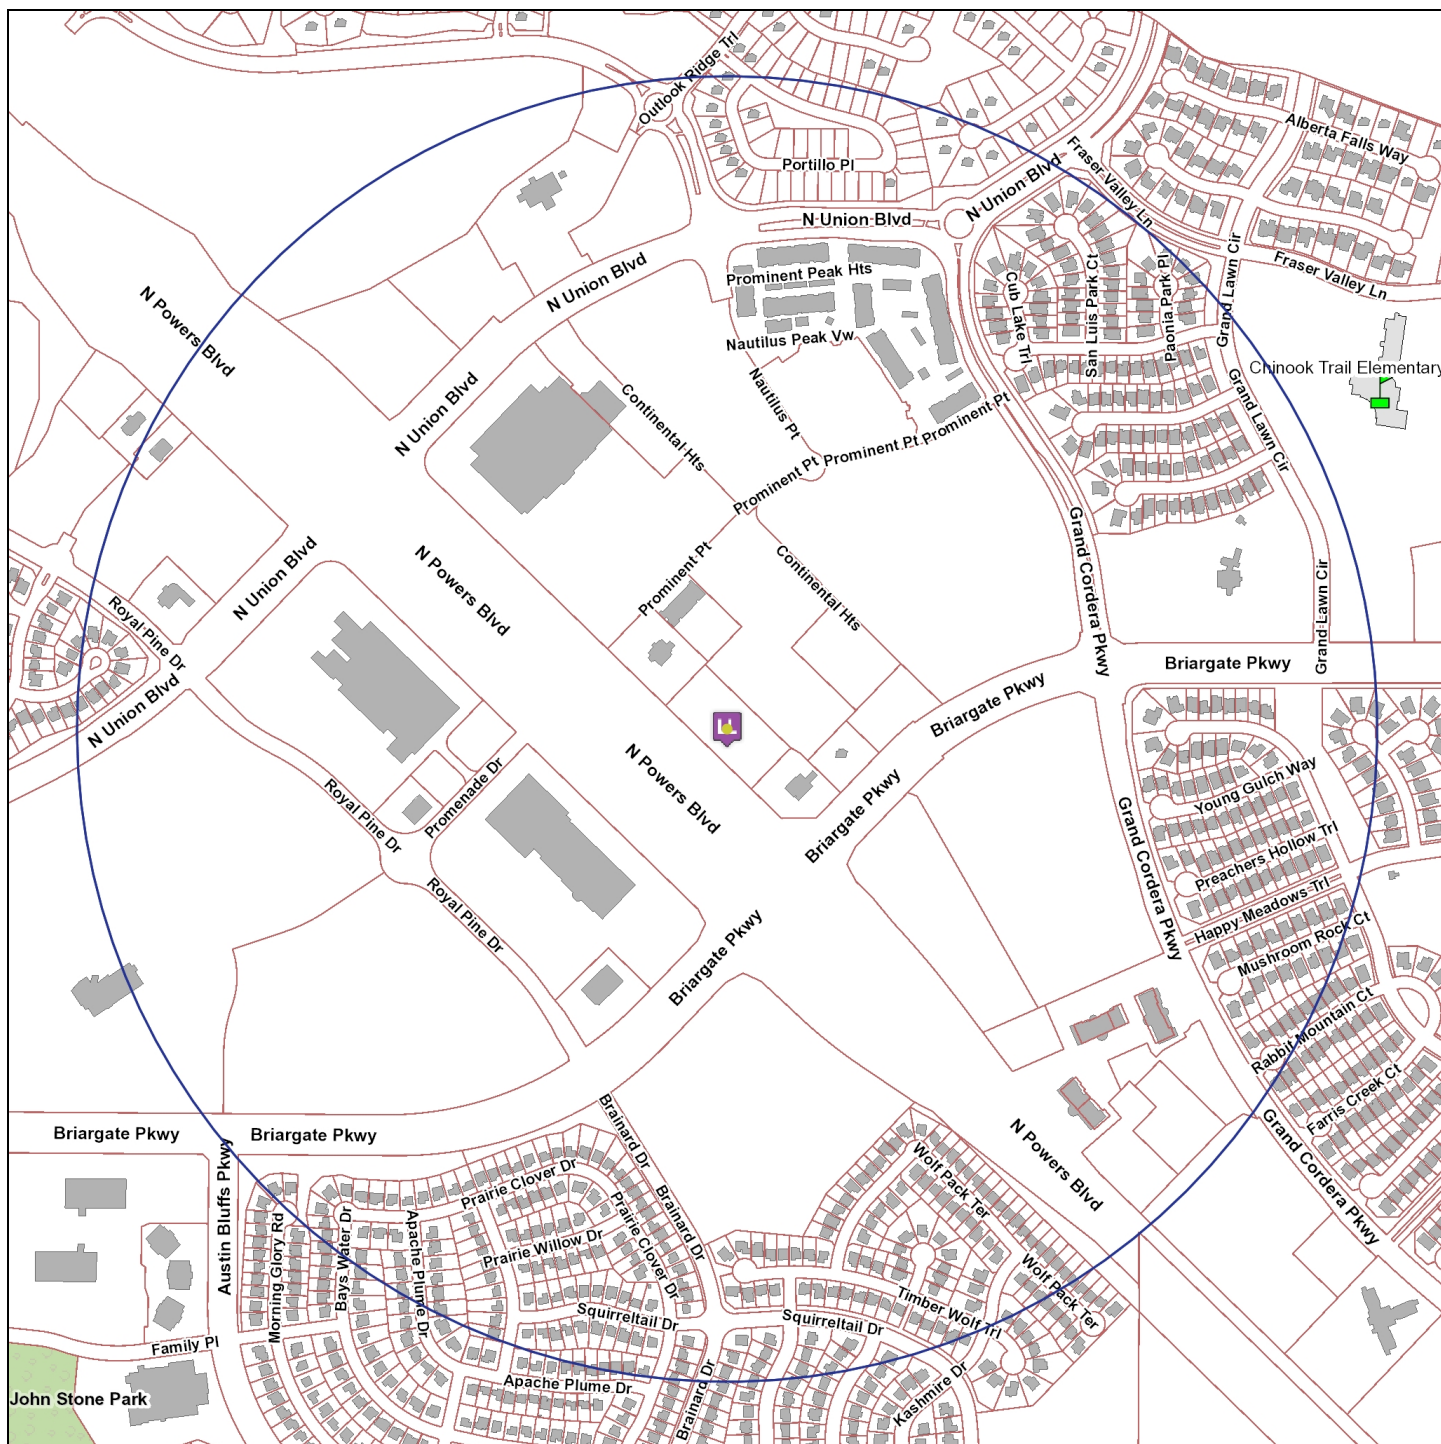 Outlook Ridge Trl
Alberta Falls Way
Portillo Pl
Fraser Valley Ln
N Union Blvd
N Union Blvd
N Union Blvd
Prominent Peak Hts
Grand Lawn Cir
Fraser Valley Ln
N Powers Blvd
Cub Lake Trl
San Luis Park Ct
Paonia Park Pl
Nautilus Peak Vw
Chinook Trail Elementary
N Union Blvd
Continental Hts
Nautilus Pt
Grand Lawn Cir
Prominent Pt
Prominent Pt
Prominent Pt
Grand Cordera Pkwy
N Union Blvd
N Powers Blvd
Prominent Pt
Continental Hts
Grand Lawn Cir
Royal Pine Dr
Briargate Pkwy
N Union Blvd
Briargate Pkwy
Young Gulch Way
N Powers Blvd
Promenade Dr
Royal Pine Dr
Briargate Pkwy
Grand Cordera Pkwy
Preachers Hollow Trl
Happy Meadows Trl
Royal Pine Dr
Mushroom Rock Ct
Briargate Pkwy
Rabbit Mountain Ct
Farris Creek Ct
Briargate Pkwy
Briargate Pkwy
Brainard Dr
N Powers Blvd
Grand Cordera Pkwy
Austin Bluffs Pkwy
Prairie Clover Dr
Wolf Pack Ter
Brainard Dr
Morning Glory Rd
Bays Water Dr
Apache Plume Dr
Prairie Willow Dr
Prairie Clover Dr
Wolf Pack Ter
Timber Wolf Trl
Squirreltail Dr
Squirreltail Dr
Family Pl
Apache Plume Dr
Brainard Dr
Kashmire Dr
John Stone Park